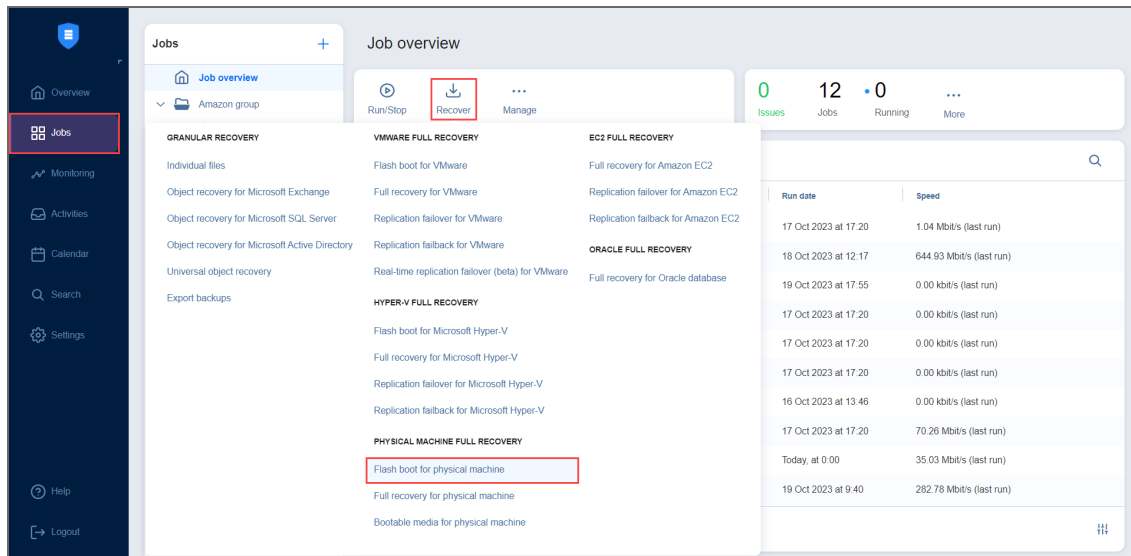 Overview
Jobs
Monitoring
Activities
Calendar
Search
Settings
Help
Logout
Jobs
Job overview
Amazon group
Job overview
Run/Stop
Recover
Manage
0
Issues
12
Jobs
0
Running
More
GRANULAR RECOVERY
Individual files
Object recovery for Microsoft Exchange
Object recovery for Microsoft SQL Server
Object recovery for Microsoft Active Directory
Universal object recovery
Export backups
VMWARE FULL RECOVERY
Flash boot for VMware
Full recovery for VMware
Replication failover for VMware
Replication failback for VMware
Real-time replication failover (beta) for VMware
HYPER-V FULL RECOVERY
Flash boot for Microsoft Hyper-V
Full recovery for Microsoft Hyper-V
Replication failover for Microsoft Hyper-V
Replication failback for Microsoft Hyper-V
PHYSICAL MACHINE FULL RECOVERY
Flash boot for physical machine
Full recovery for physical machine
Bootable media for physical machine
EC2 FULL RECOVERY
Full recovery for Amazon EC2
Replication failover for Amazon EC2
Replication failback for Amazon EC2
ORACLE FULL RECOVERY
Full recovery for Oracle database
Run date Speed
17 Oct 2023 at 17:20 1.04 Mbit/s (last run)
18 Oct 2023 at 12:17 644.93 Mbit/s (last run)
19 Oct 2023 at 17:55 0.00 kbit/s (last run)
17 Oct 2023 at 17:20 0.00 kbit/s (last run)
17 Oct 2023 at 17:20 0.00 kbit/s (last run)
17 Oct 2023 at 17:20 0.00 kbit/s (last run)
16 Oct 2023 at 13:46 0.00 kbit/s (last run)
17 Oct 2023 at 17:20 70.26 Mbit/s (last run)
Today, at 0:00 35.03 Mbit/s (last run)
19 Oct 2023 at 9:40 282.78 Mbit/s (last run)